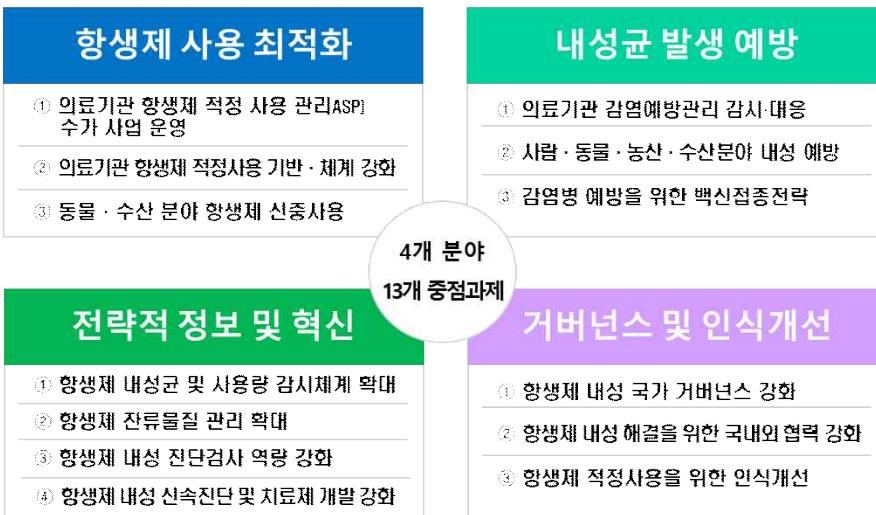 항생제 사용 최적화
① 의료기관 항생제 적정 사용 관리(ASP)
수가 사업 운영
② 의료기관 항생제 적정사용 기반·체계 강화
③ 동물·수산 분야 항생제 신중사용
내성균 발생 예방
① 의료기관 감염예방관리 감시·대응
② 사람·동물·농산·수산분야 내성 예방
③ 감염병 예방을 위한 백신접종전략
4개 분야
13개 중점과제
전략적 정보 및 혁신
① 항생제 내성균 및 사용량 감시체계 확대
② 항생제 잔류물질 관리 확대
③ 항생제 내성 진단검사 역량 강화
④ 항생제 내성 신속진단 및 치료제 개발 강화
거버넌스 및 인식개선
① 항생제 내성 국가 거버넌스 강화
② 항생제 내성 해결을 위한 국내외 협력 강화
③ 항생제 적정사용을 위한 인식개선